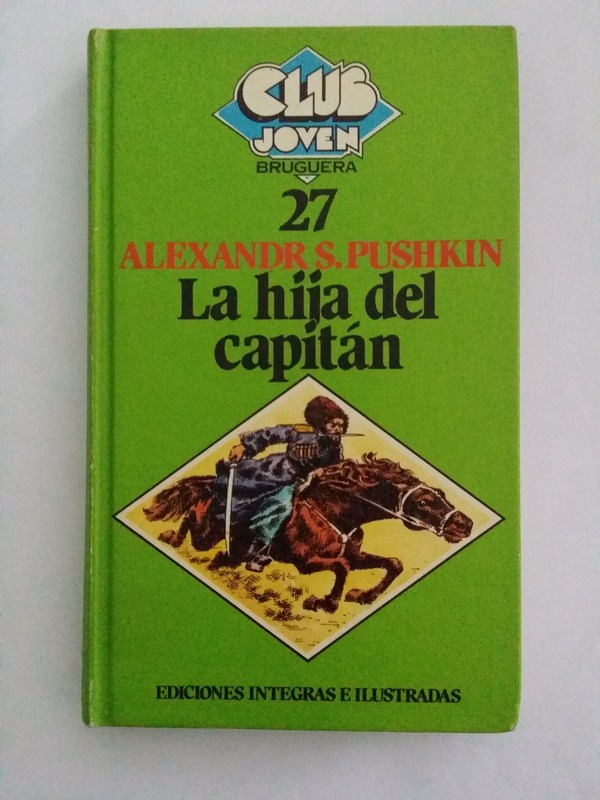 CLUB
JOVEN
BRUGUERA
27
ALEXANDR S. PUSHKIN
La hija del
capitán
EDICIONES INTEGRAS E ILUSTRADAS